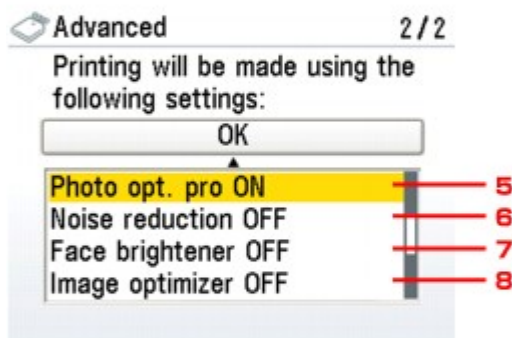 Advanced 2/2
Printing will be made using the
following settings:
OK
Photo opt. pro ON 5
Noise reduction OFF 6
Face brightener OFF 7
Image optimizer OFF 8